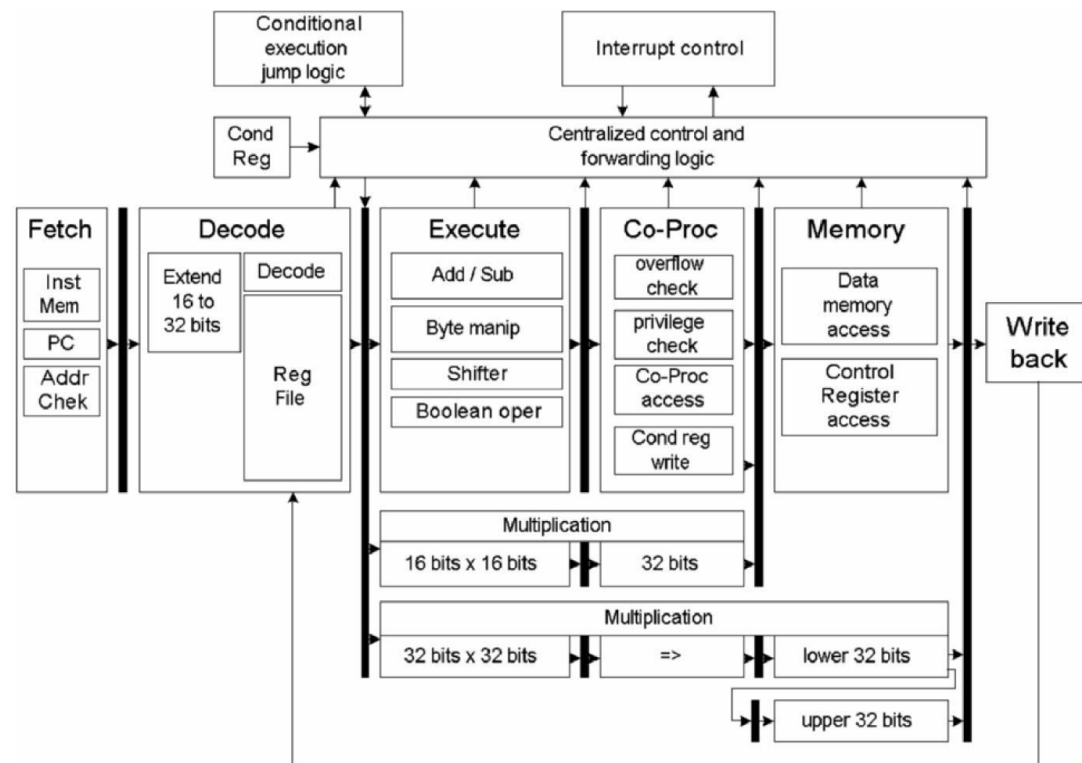 Conditional
execution
jump logic
Interrupt control
Cond
Reg
Centralized control and
forwarding logic
Fetch
Inst
Mem
PC
Addr
Chek
Decode
Extend
16 to
32 bits
Decode
Reg
File
Execute
Add / Sub
Byte manip
Shifter
Boolean oper
Co-Proc
overflow
check
privilege
check
Co-Proc
access
Cond reg
write
Memory
Data
memory
access
Control
Register
access
Write
back
Multiplication
16 bits x 16 bits
32 bits
Multiplication
32 bits x 32 bits
=>
lower 32 bits
upper 32 bits